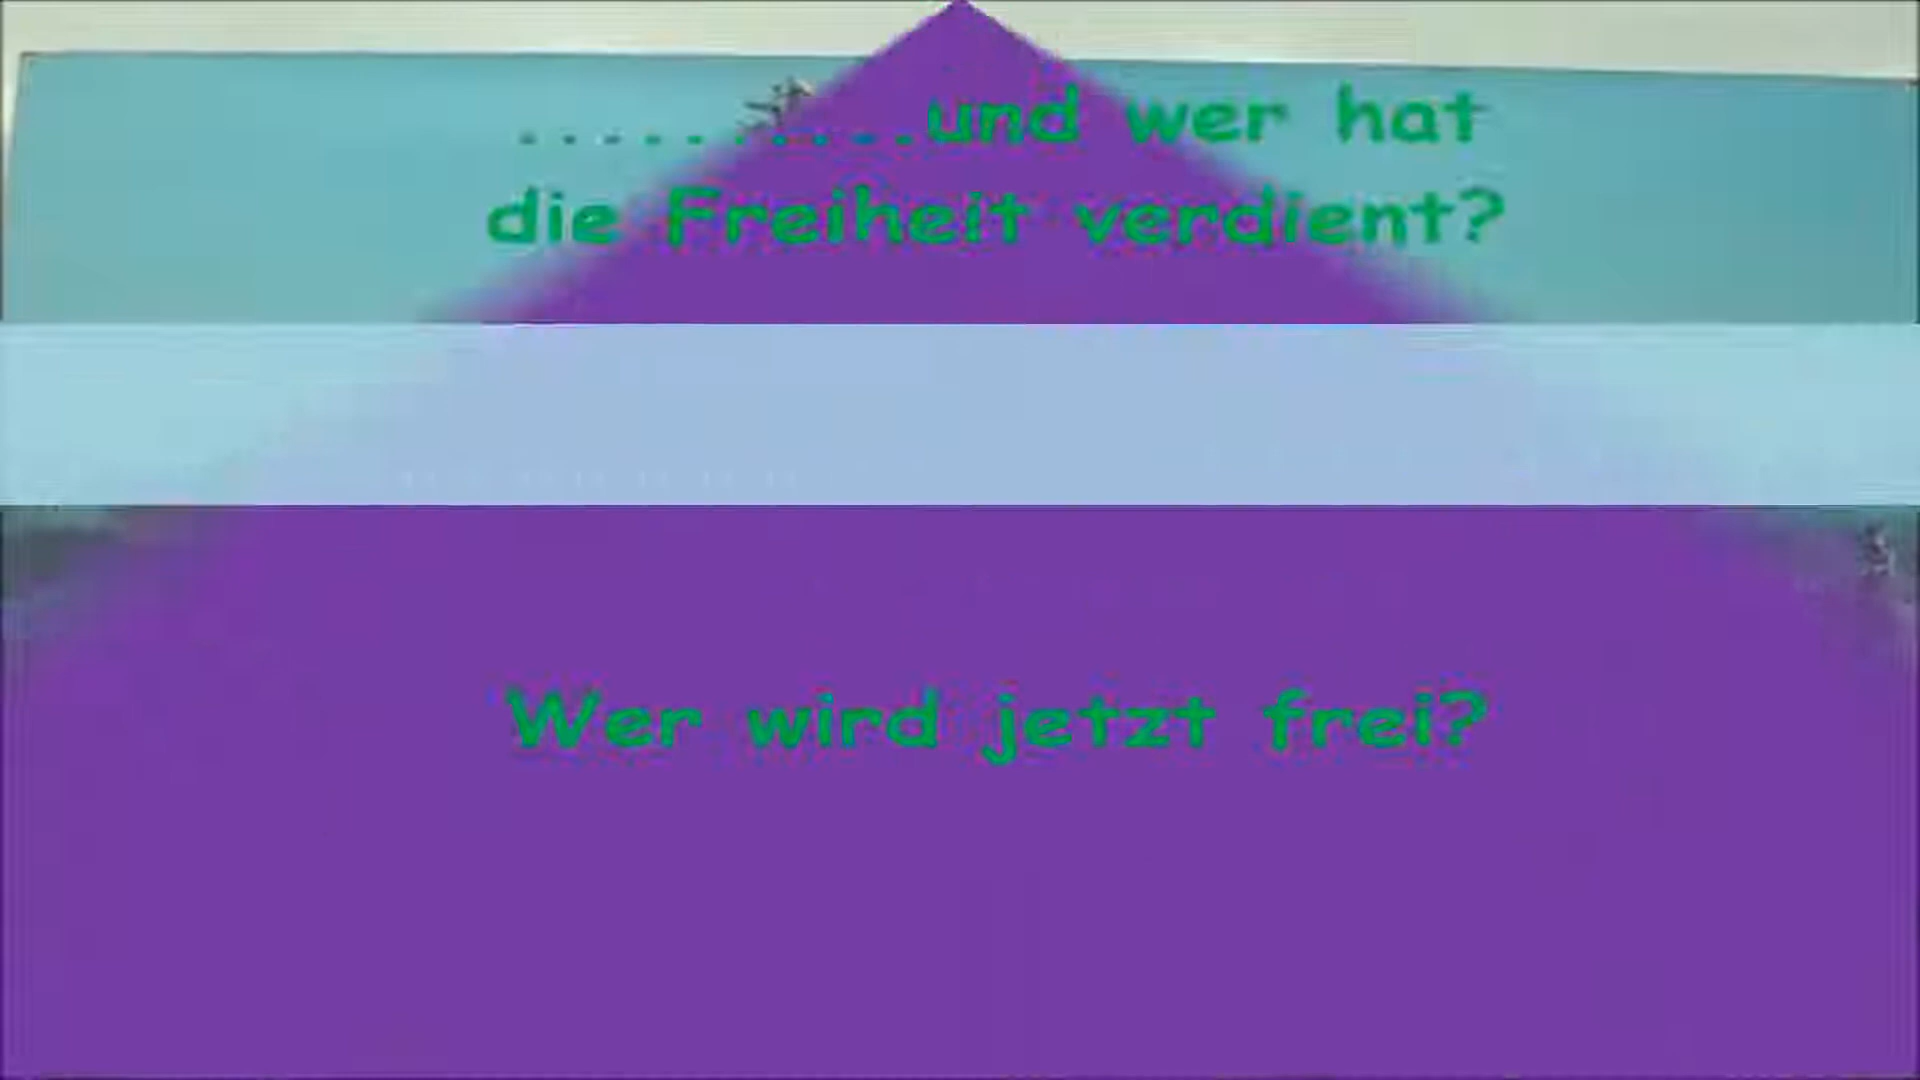 ...........und wer hat
die Freiheit verdient?
Wer wird jetzt frei?